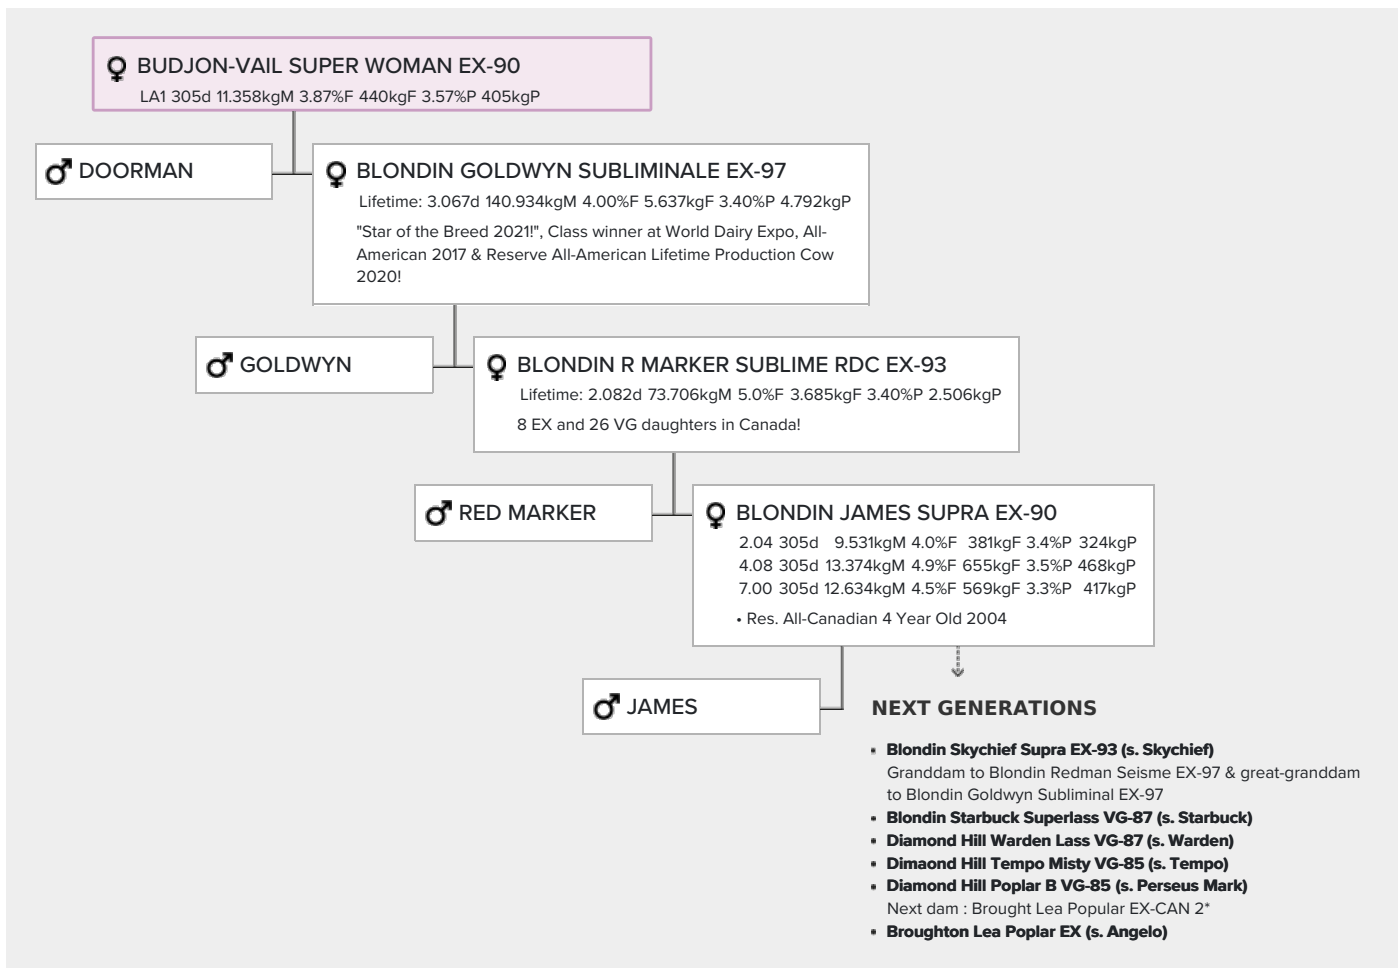 BUDJON-VAIL SUPER WOMAN EX-90
LA1 305d 11.358kgM 3.87%F 440kgF 3.57%P 405kgP
DOORMAN
BLONDIN GOLDWYN SUBLIMINALE EX-97
Lifetime: 3.067d 140.934kgM 4.00%F 5.637kgF 3.40%P 4.792kgP
"Star of the Breed 2021!", Class winner at World Dairy Expo, All-
American 2017 & Reserve All-American Lifetime Production Cow
2020!
GOLDWYN
BLONDIN R MARKER SUBLIME RDC EX-93
Lifetime: 2.082d 73.706kgM 5.0%F 3.685kgF 3.40%P 2.506kgP
8 EX and 26 VG daughters in Canada!
RED MARKER
BLONDIN JAMES SUPRA EX-90
2.04 305d 9.531kgM 4.0%F 381kgF 3.4%P 324kgP
4.08 305d 13.374kgM 4.9%F 655kgF 3.5%P 468kgP
7.00 305d 12.634kgM 4.5%F 569kgF 3.3%P 417kgP
• Res. All-Canadian 4 Year Old 2004
JAMES
NEXT GENERATIONS
• Blondin Skychief Supra EX-93 (s. Skychief)
Granddam to Blondin Redman Seisme EX-97 & great-granddam
to Blondin Goldwyn Subliminal EX-97
• Blondin Starbuck Superlass VG-87 (s. Starbuck)
• Diamond Hill Warden Lass VG-87 (s. Warden)
• Dimaond Hill Tempo Misty VG-85 (s. Tempo)
• Diamond Hill Poplar B VG-85 (s. Perseus Mark)
Next dam : Brought Lea Popular EX-CAN 2*
• Broughton Lea Poplar EX (s. Angelo)